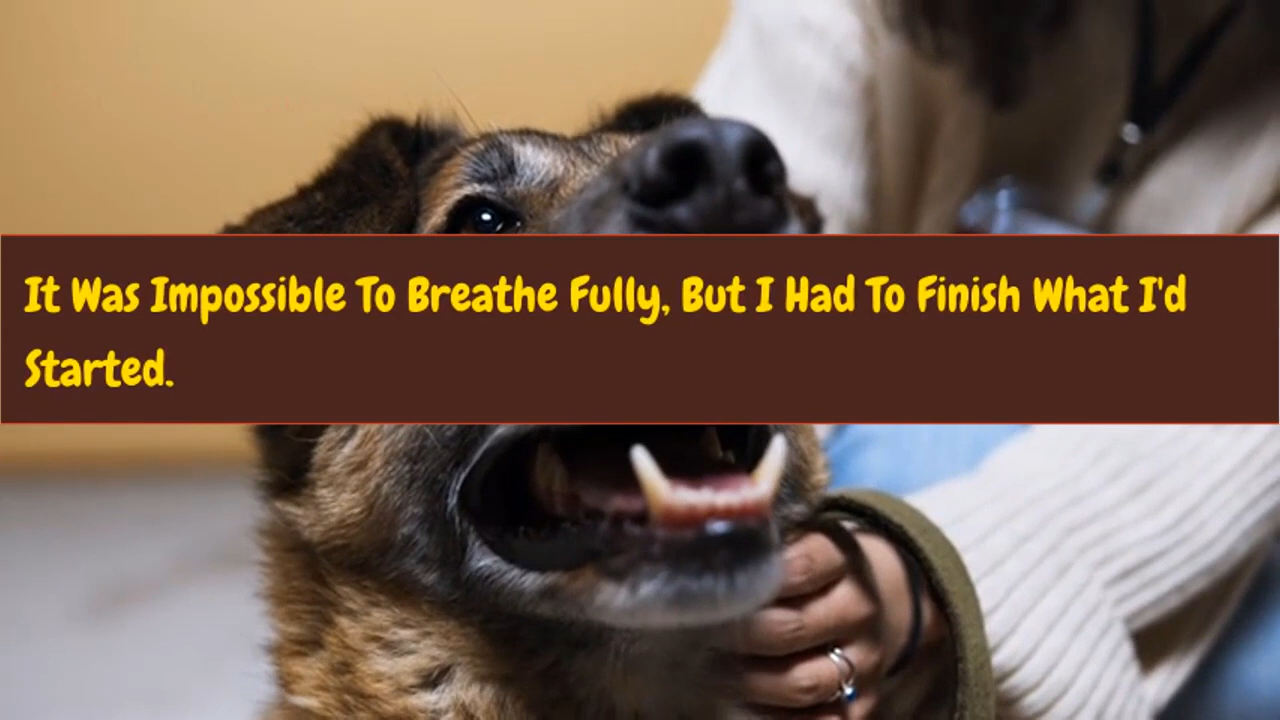 It Was Impossible To Breathe Fully, But I Had To Finish What I'd
Started.